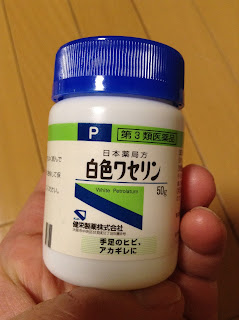 P
第3類医薬品
日本薬局方
白色ワセリン
White Petrolatum
50g
健栄製薬株式会社
手足のヒビ、
アカギレに